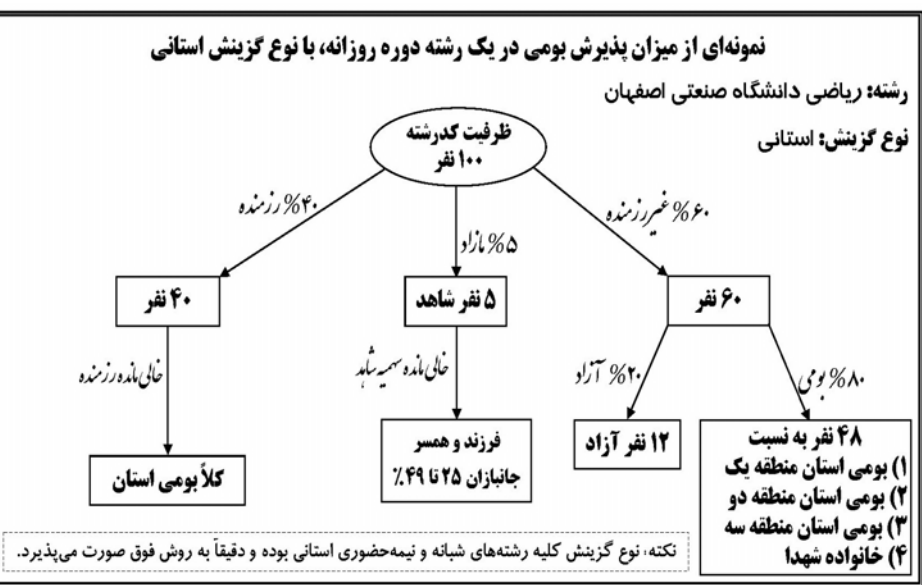 نمونه‌ای از میزان پذیرش بومی در یک رشته دوره روزانه، با نوع گزینش استانی
رشته: ریاضی دانشگاه صنعتی اصفهان
نوع گزینش: استانی
ظرفیت کدرشته
۱۰۰ نفر
۶۰% غیررزمنده
۵% مازاد
۴۰% رزمنده
۶۰ نفر
۵ نفر شاهد
۴۰ نفر
۸۰% بومی
۲۰% آزاد
خالی مانده سهمیه شاهد
خالی مانده رزمنده
۴۸ نفر به نسبت
۱) بومی استان منطقه یک
۲) بومی استان منطقه دو
۳) بومی استان منطقه سه
۴) خانواده شهدا
۱۲ نفر آزاد
فرزند و همسر
جانبازان ۲۵ تا ۴۹٪
کلاً بومی استان
نکته: نوع گزینش کلیه رشته‌های شبانه و نیمه‌حضوری استانی بوده و دقیقاً به روش فوق صورت می‌پذیرد.